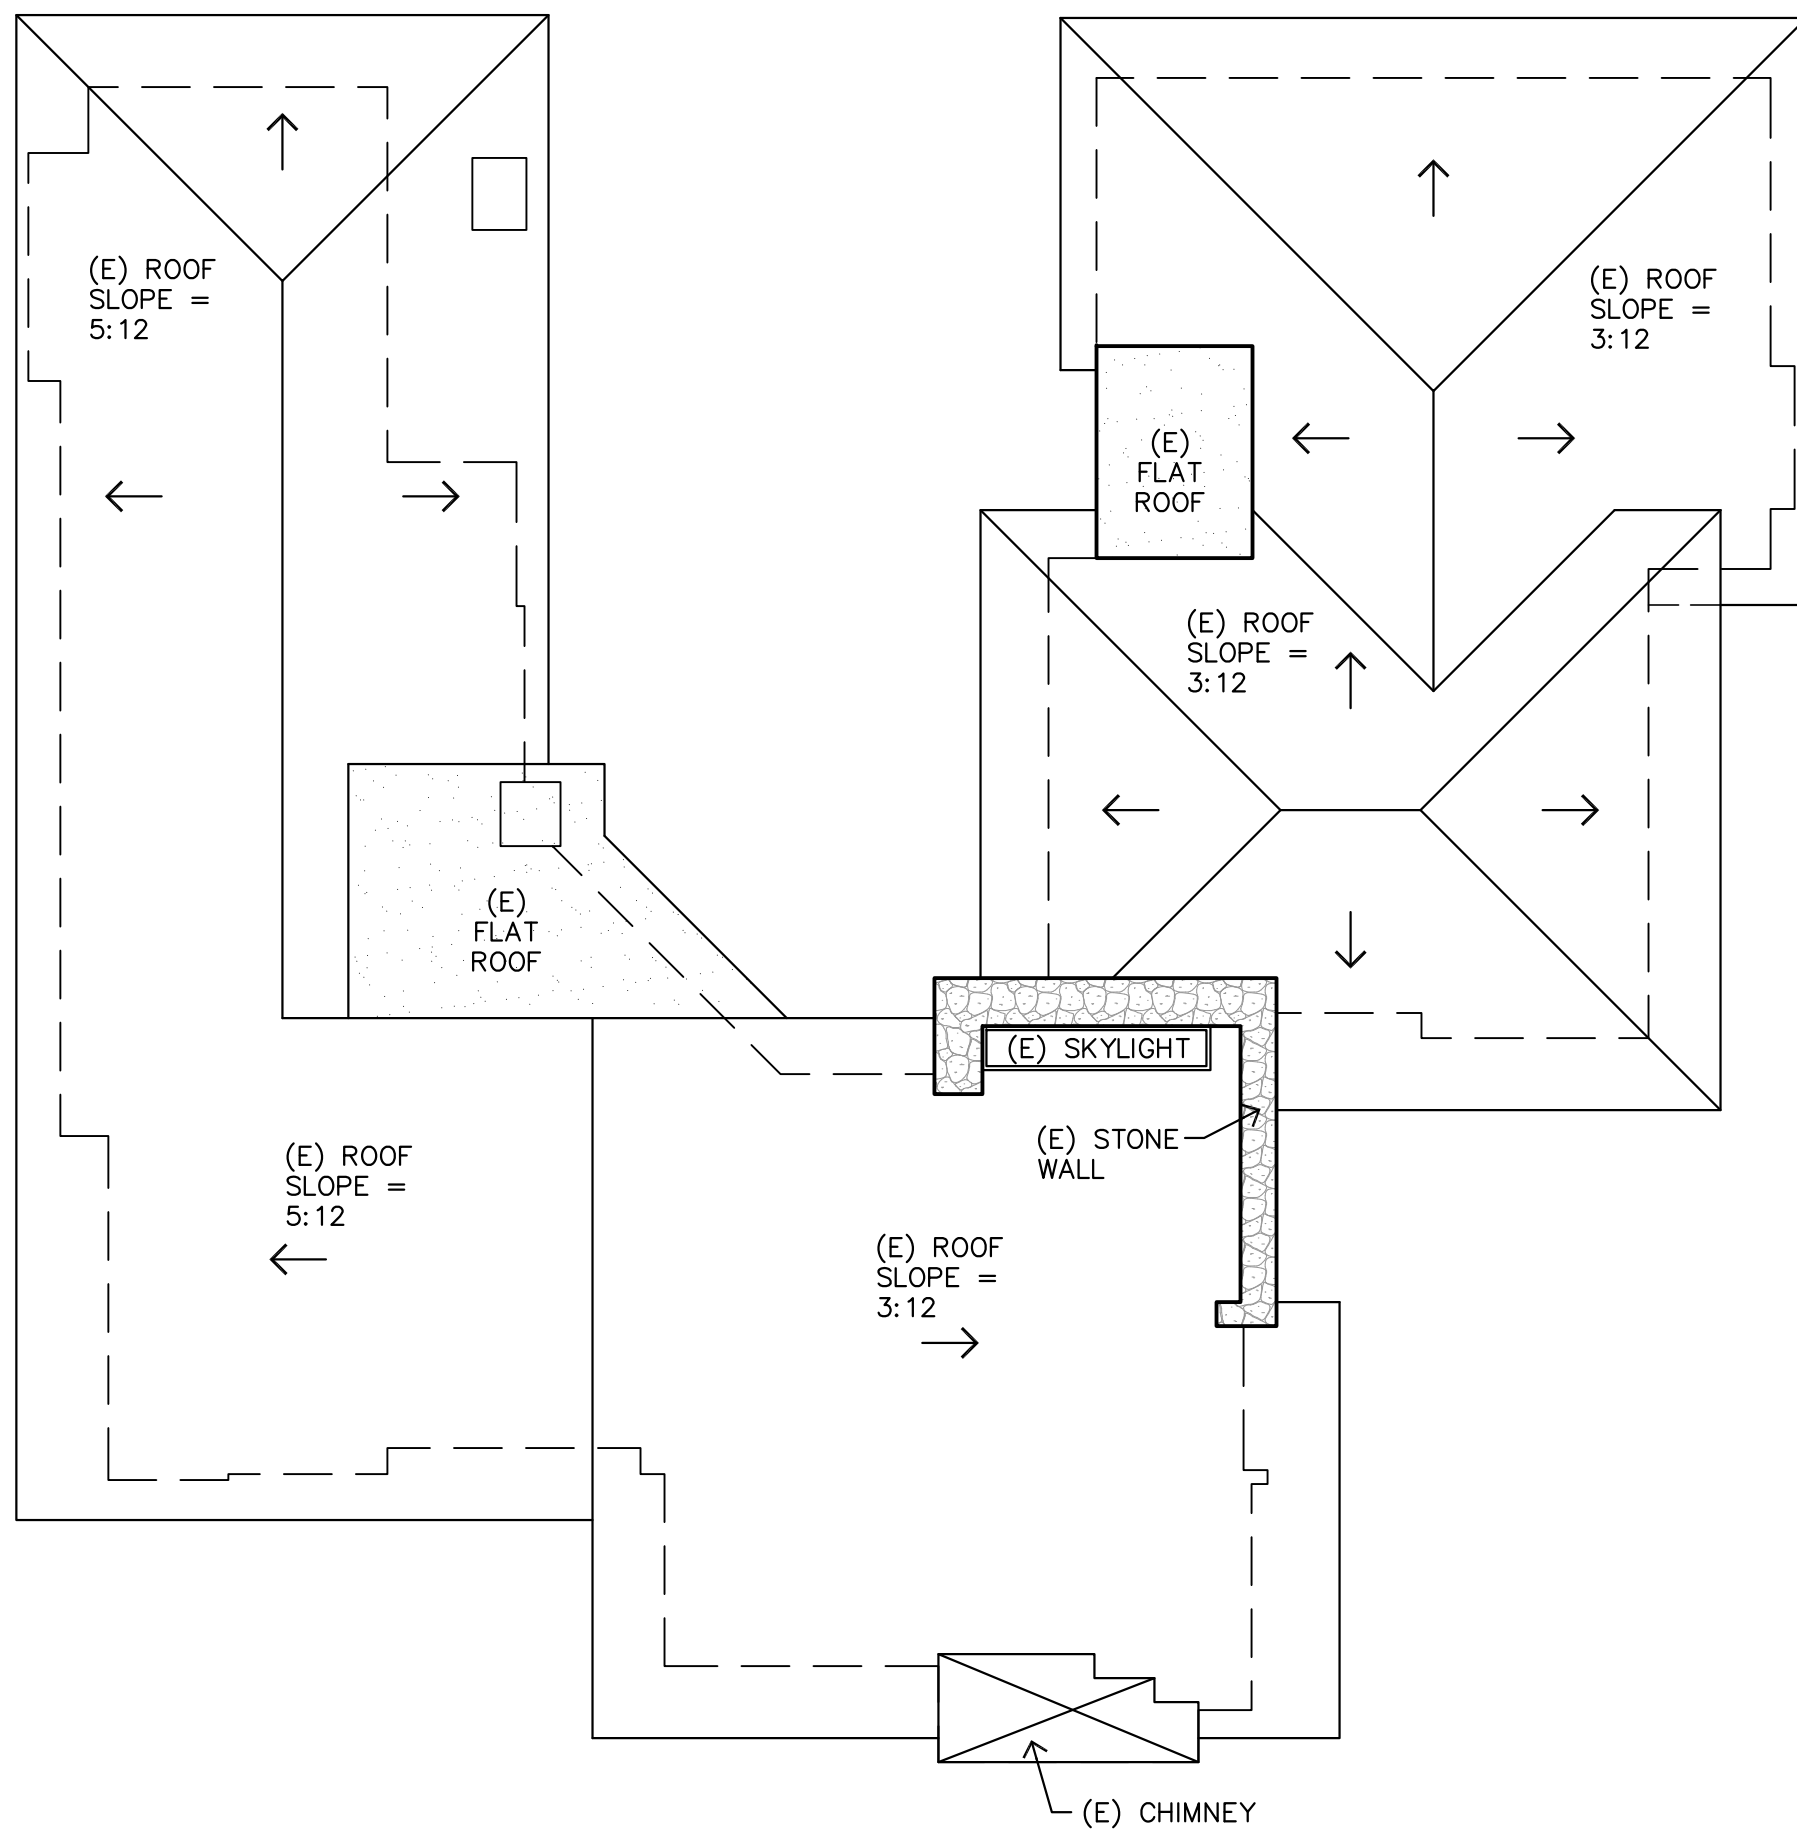 (E) ROOF
SLOPE =
5:12
(E) ROOF
SLOPE =
3:12
(E)
FLAT
ROOF
(E) ROOF
SLOPE =
3:12
(E)
FLAT
ROOF
(E) SKYLIGHT
(E) STONE
WALL
(E) ROOF
SLOPE =
5:12
(E) ROOF
SLOPE =
3:12
(E) CHIMNEY